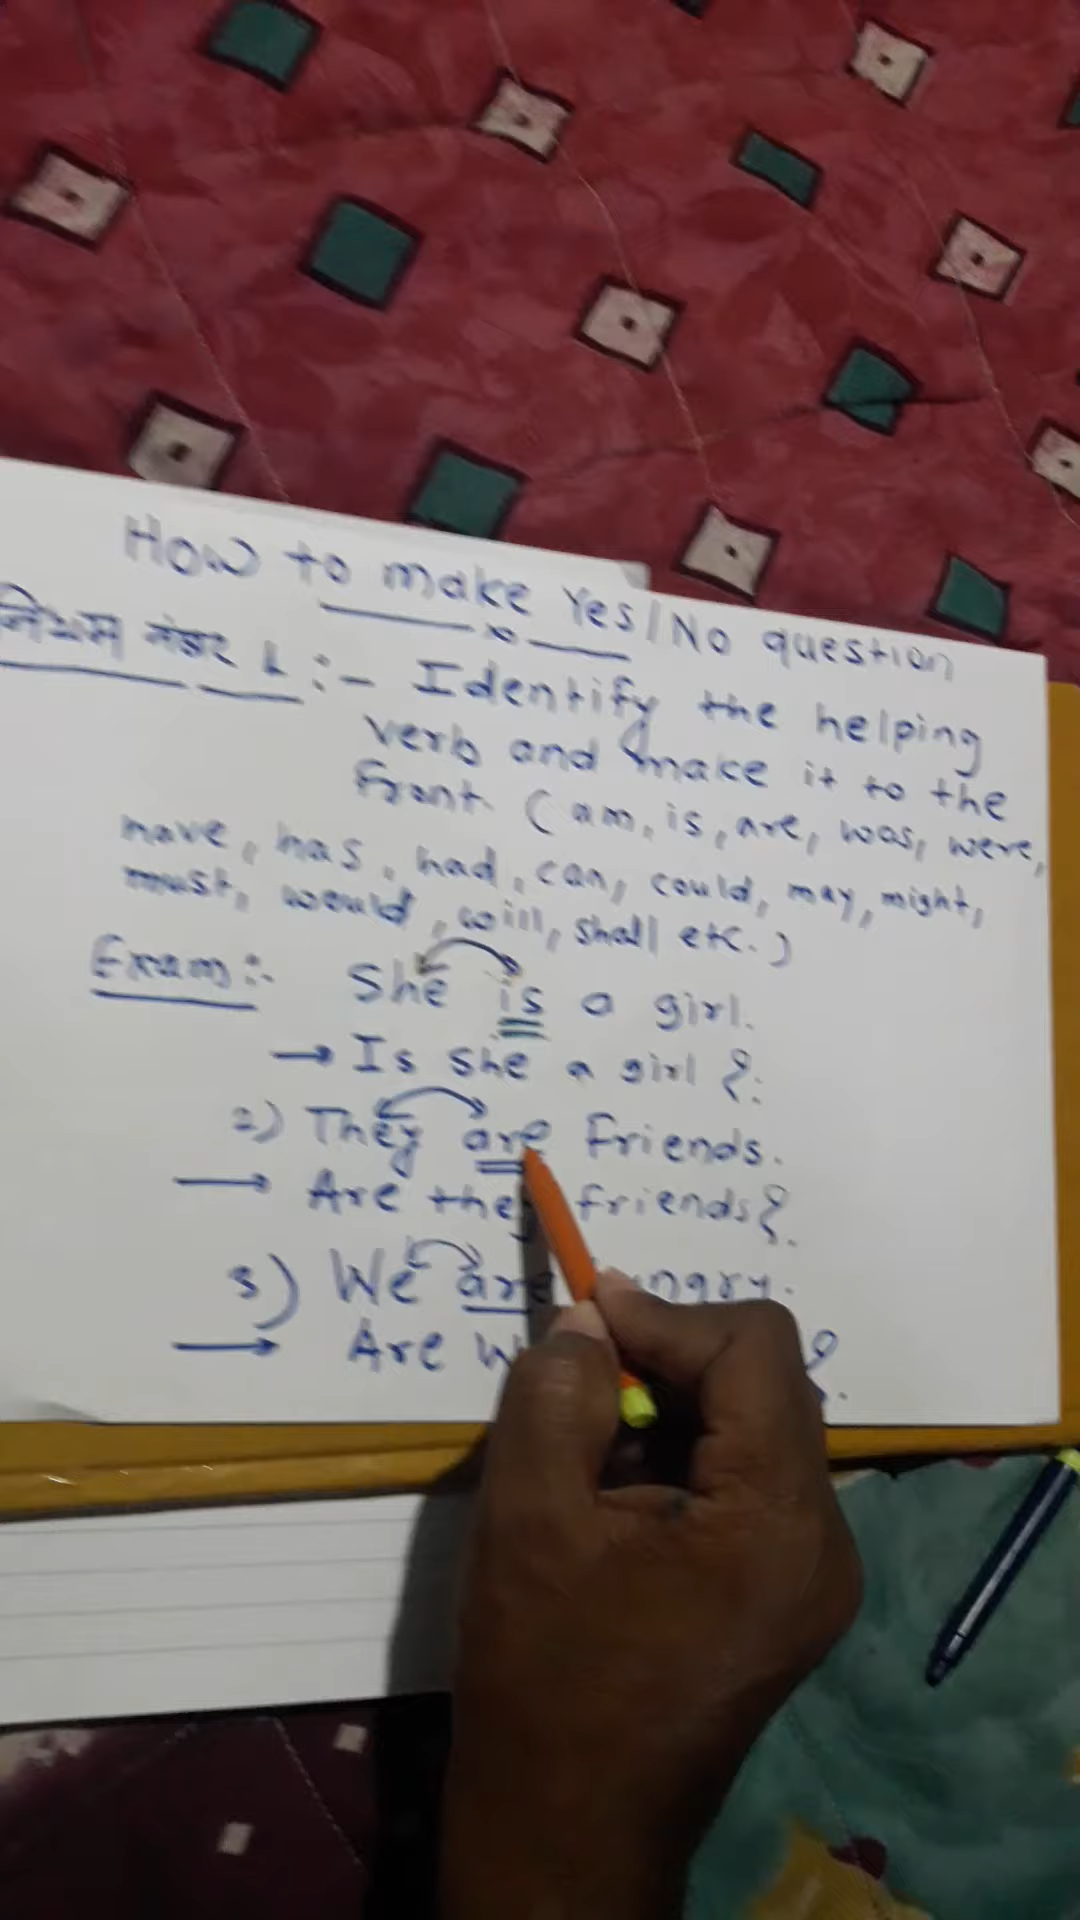 How to make Yes/No question
नियम नंबर 1 :- Identify the helping
verb and make it to the
front. (am, is, are, was, were,
have, has, had, can, could, may, might,
must, would, will, shall etc.)
Exam:- She is a girl.
→ Is she a girl ?
2) They are friends.
→ Are they friends?
3) We are hungry.
→ Are ?